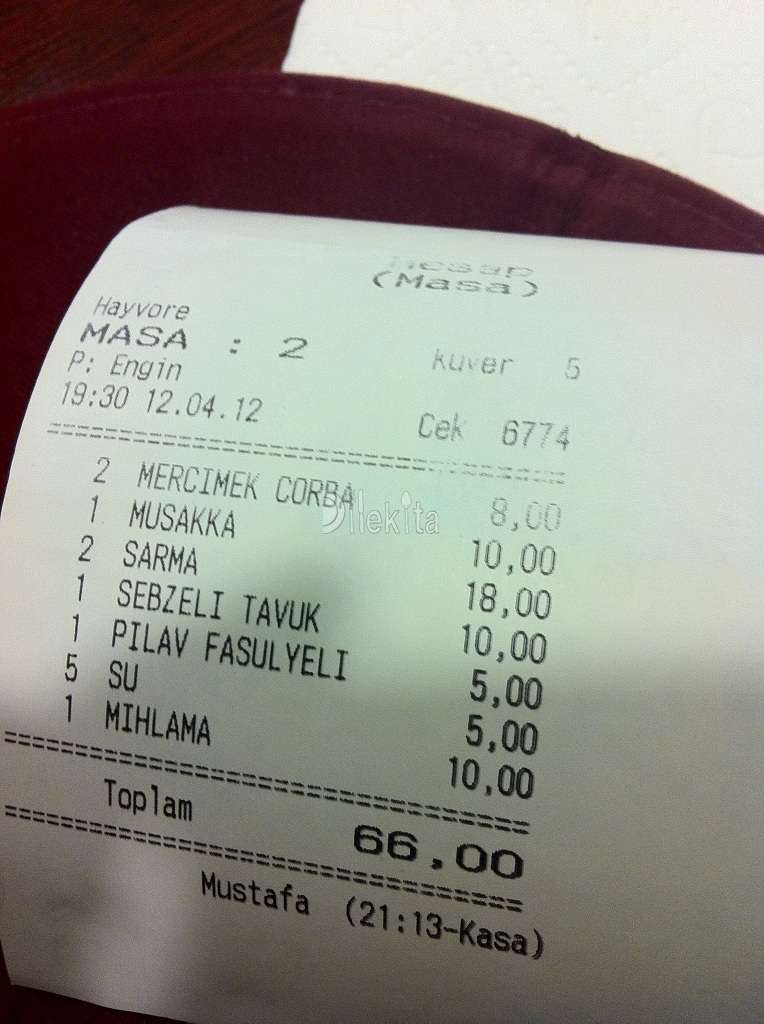 Hesap
(Masa)
Hayvore
MASA : 2 kuver 5
P: Engin
19:30 12.04.12 Cek 6774
2 MERCIMEK CORBA 8,00
1 MUSAKKA 10,00
2 SARMA 18,00
1 SEBZELI TAVUK 10,00
1 PILAV FASULYELI 5,00
5 SU 5,00
1 MIHLAMA 10,00
Toplam 66,00
Mustafa (21:13-Kasa)